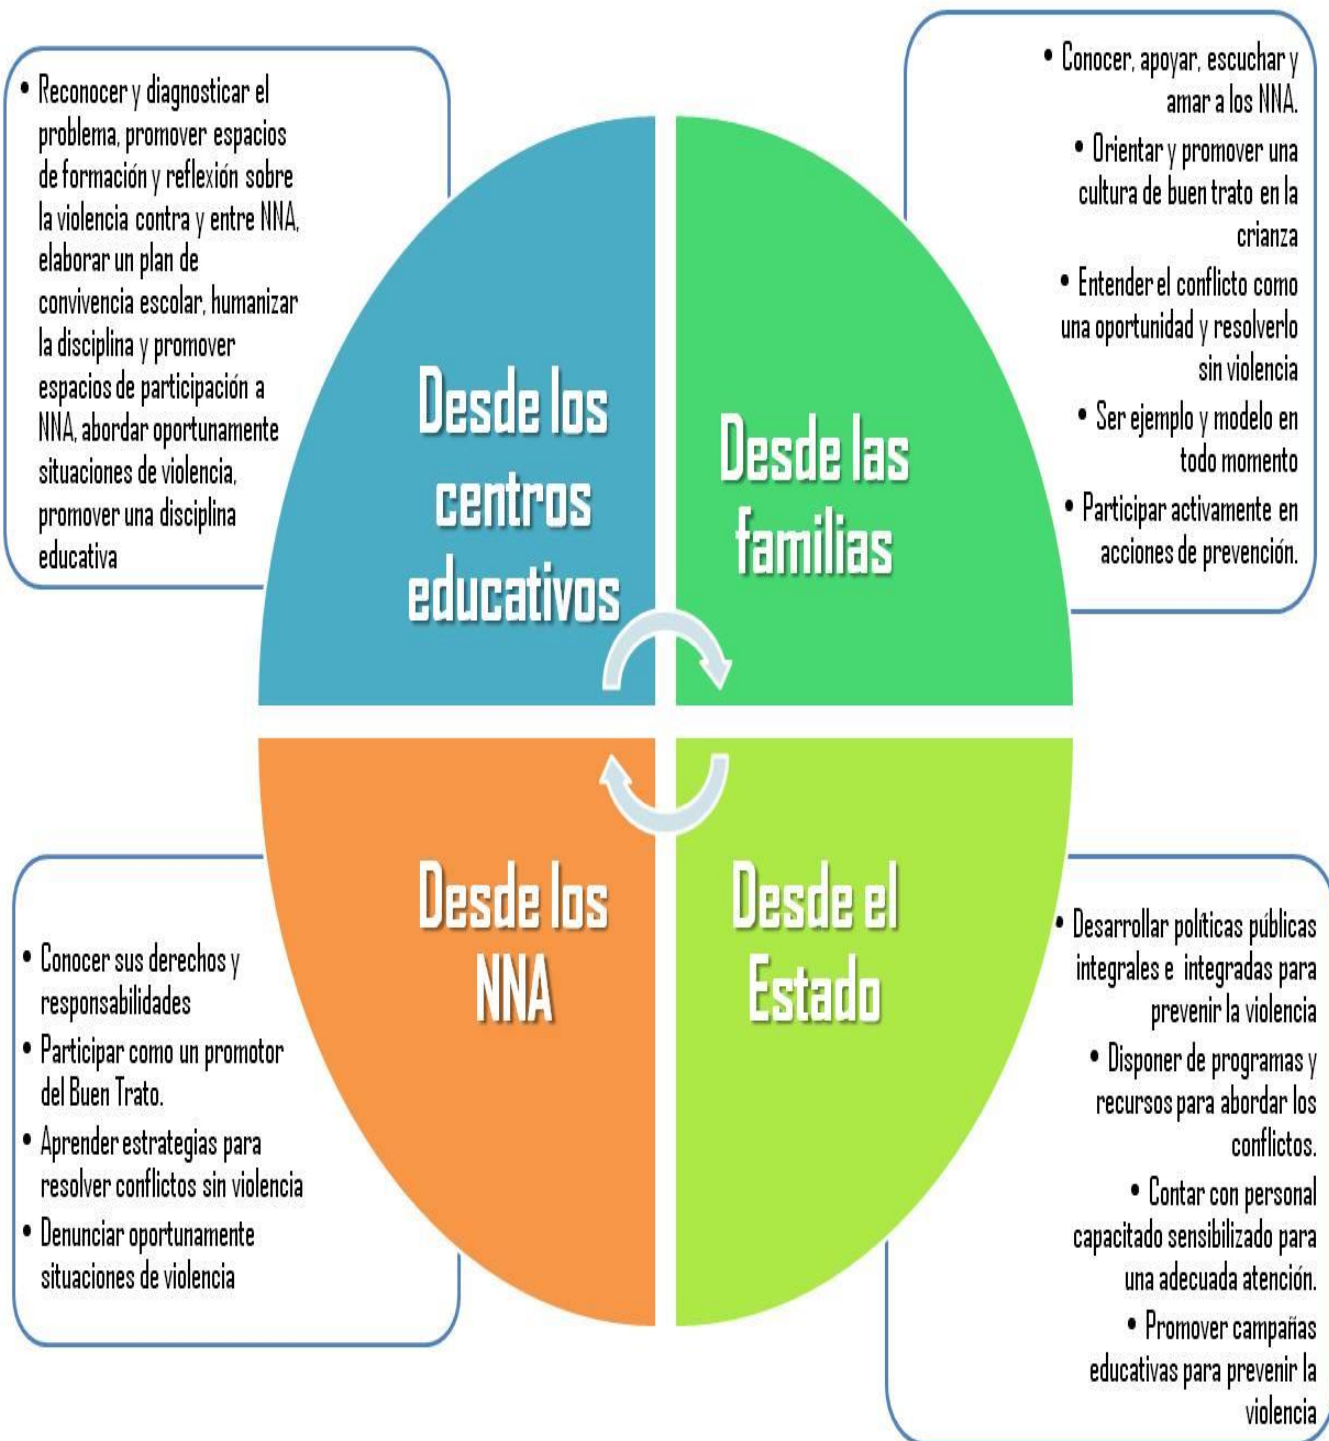 • Reconocer y diagnosticar el
problema, promover espacios
de formación y reflexión sobre
la violencia contra y entre NNA,
elaborar un plan de
convivencia escolar, humanizar
la disciplina y promover
espacios de participación a
NNA, abordar oportunamente
situaciones de violencia,
promover una disciplina
educativa
• Conocer, apoyar, escuchar y
amar a los NNA.
• Orientar y promover una
cultura de buen trato en la
crianza
• Entender el conflicto como
una oportunidad y resolverlo
sin violencia
• Ser ejemplo y modelo en
todo momento
• Participar activamente en
acciones de prevención.
Desde los
centros
educativos
Desde las
familias
Desde los
NNA
Desde el
Estado
• Conocer sus derechos y
responsabilidades
• Participar como un promotor
del Buen Trato.
• Aprender estrategias para
resolver conflictos sin violencia
• Denunciar oportunamente
situaciones de violencia
• Desarrollar políticas públicas
integrales e integradas para
prevenir la violencia
• Disponer de programas y
recursos para abordar los
conflictos.
• Contar con personal
capacitado sensibilizado para
una adecuada atención.
• Promover campañas
educativas para prevenir la
violencia